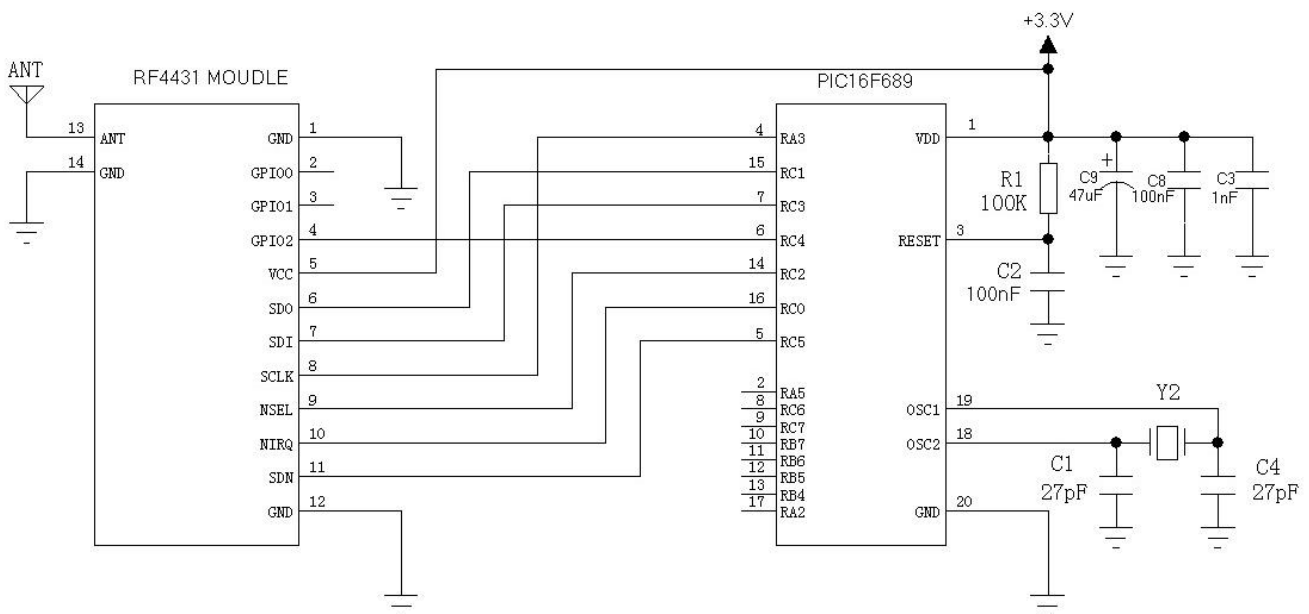 +3.3V
ANT
RF4431 MOUDLE
PIC16F689
13
ANT
14
GND
GND
1
GPIO0
2
GPIO1
3
GPIO2
4
VCC
5
SDO
6
SDI
7
SCLK
8
NSEL
9
NIRQ
10
SDN
11
GND
12
4
RA3
15
RC1
7
RC3
6
RC4
14
RC2
16
RC0
5
RC5
2
RA5
8
RC6
9
RC7
10
RB7
11
RB6
12
RB5
13
RB4
17
RA2
VDD
1
RESET
3
OSC1
19
OSC2
18
GND
20
R1
100K
+
C9
47uF
C8
100nF
C3
1nF
C2
100nF
Y2
C1
27pF
C4
27pF